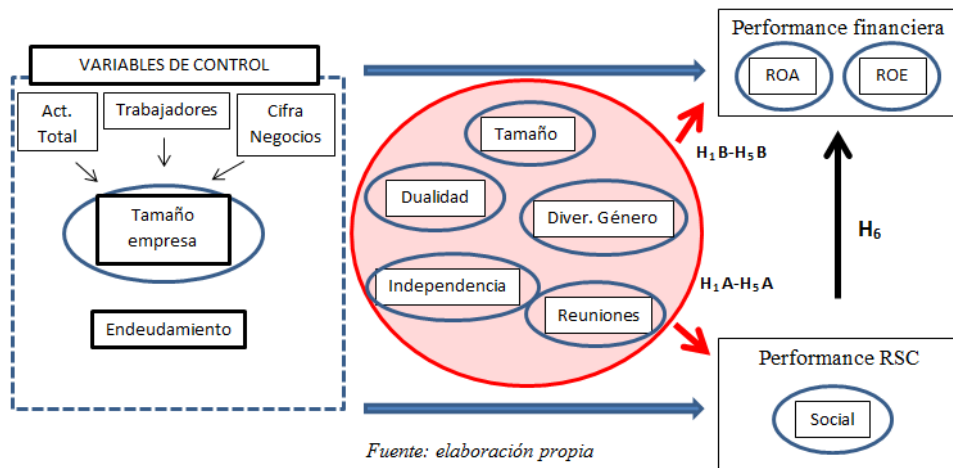 VARIABLES DE CONTROL
Act.
Total
Trabajadores
Cifra
Negocios
Tamaño
empresa
Endeudamiento
Tamaño
Dualidad
Diver. Género
Independencia
Reuniones
H₁B-H₅B
H₁A-H₅A
Performance financiera
ROA
ROE
H₆
Performance RSC
Social
Fuente: elaboración propia